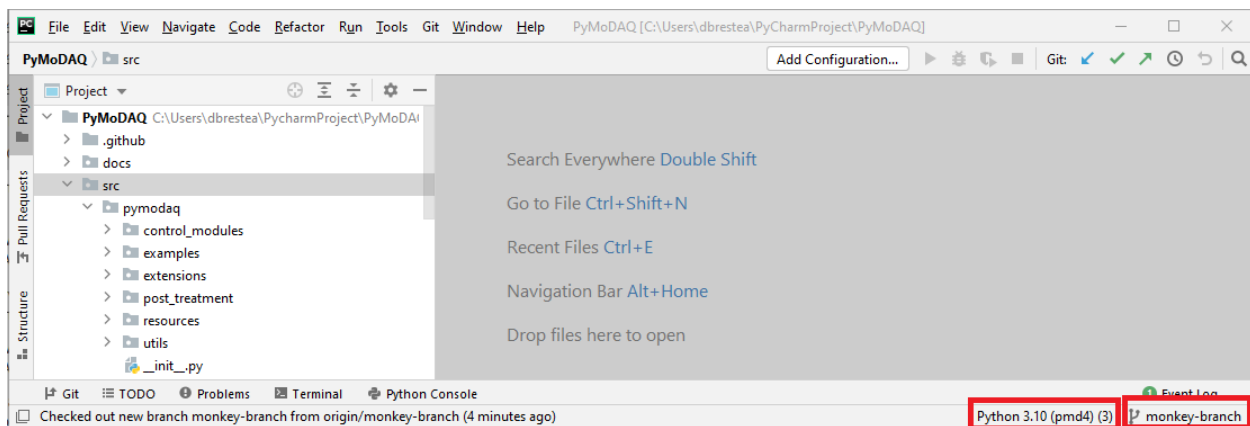 PC File Edit View Navigate Code Refactor Run Tools Git Window Help PyMoDAQ [C:\Users\dbrestea\PyCharmProject\PyMoDAQ]
PyMoDAQ src Add Configuration... Git:
Project
PyMoDAQ C:\Users\dbrestea\PycharmProject\PyMoDA
.github
docs
src
pymodaq
control_modules
examples
extensions
post_treatment
resources
utils
__init__.py
Project
Pull Requests
Structure
Search Everywhere Double Shift
Go to File Ctrl+Shift+N
Recent Files Ctrl+E
Navigation Bar Alt+Home
Drop files here to open
Git TODO Problems Terminal Python Console 1 Event Log
Checked out new branch monkey-branch from origin/monkey-branch (4 minutes ago) Python 3.10 (pmd4) (3) monkey-branch